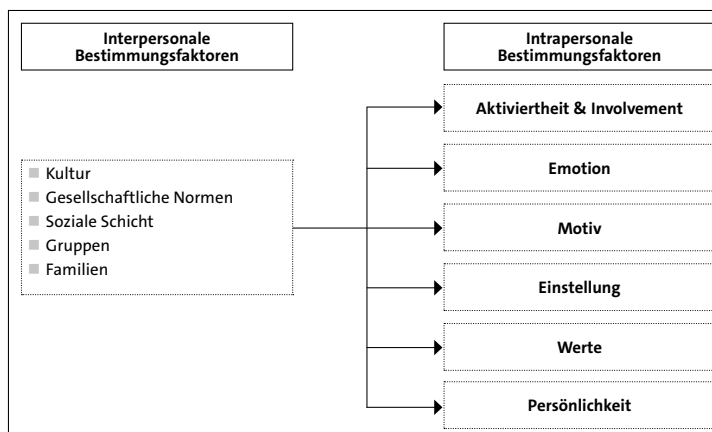 Interpersonale
Bestimmungsfaktoren
Intrapersonale
Bestimmungsfaktoren
Kultur
Gesellschaftliche Normen
Soziale Schicht
Gruppen
Familien
Aktiviertheit & Involvement
Emotion
Motiv
Einstellung
Werte
Persönlichkeit